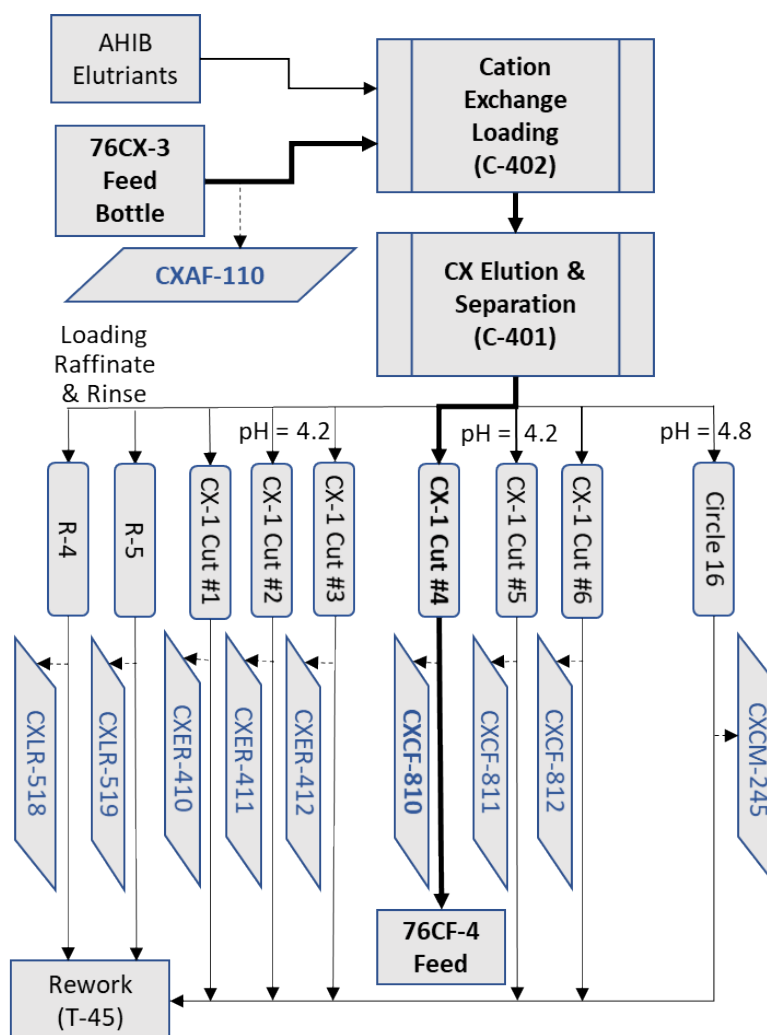 AHIB
Elutriants
Cation
Exchange
Loading
(C-402)
76CX-3
Feed
Bottle
CXAF-110
CX Elution &
Separation
(C-401)
Loading
Raffinate
& Rinse
pH = 4.2
pH = 4.2
pH = 4.8
R-4
R-5
CX-1 Cut #1
CX-1 Cut #2
CX-1 Cut #3
CX-1 Cut #4
CX-1 Cut #5
CX-1 Cut #6
Circle 16
CXLR-518
CXLR-519
CXER-410
CXER-411
CXER-412
CXCF-810
CXCF-811
CXCF-812
CXCM-245
76CF-4
Feed
Rework
(T-45)